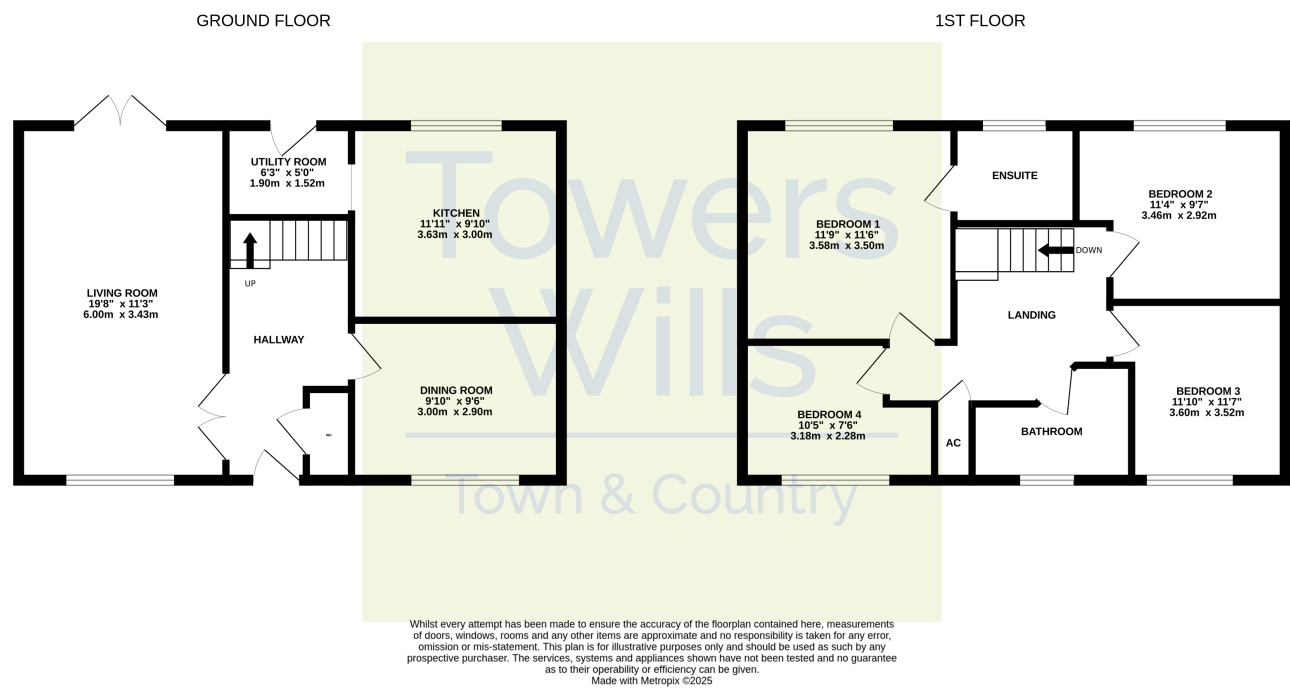 GROUND FLOOR
1ST FLOOR
LIVING ROOM
19'8" x 11'3"
6.00m x 3.43m
UTILITY ROOM
6'3" x 5'0"
1.90m x 1.52m
KITCHEN
11'11" x 9'10"
3.63m x 3.00m
UP
HALLWAY
DINING ROOM
9'10" x 9'6"
3.00m x 2.90m
WC
BEDROOM 1
11'9" x 11'6"
3.58m x 3.50m
ENSUITE
BEDROOM 2
11'4" x 9'7"
3.46m x 2.92m
DOWN
LANDING
BEDROOM 3
11'10" x 11'7"
3.60m x 3.52m
BEDROOM 4
10'5" x 7'6"
3.18m x 2.28m
AC
BATHROOM
Towers
Wills
Town & Country
Whilst every attempt has been made to ensure the accuracy of the floorplan contained here, measurements
of doors, windows, rooms and any other items are approximate and no responsibility is taken for any error,
omission or mis-statement. This plan is for illustrative purposes only and should be used as such by any
prospective purchaser. The services, systems and appliances shown have not been tested and no guarantee
as to their operability or efficiency can be given.
Made with Metropix ©2025